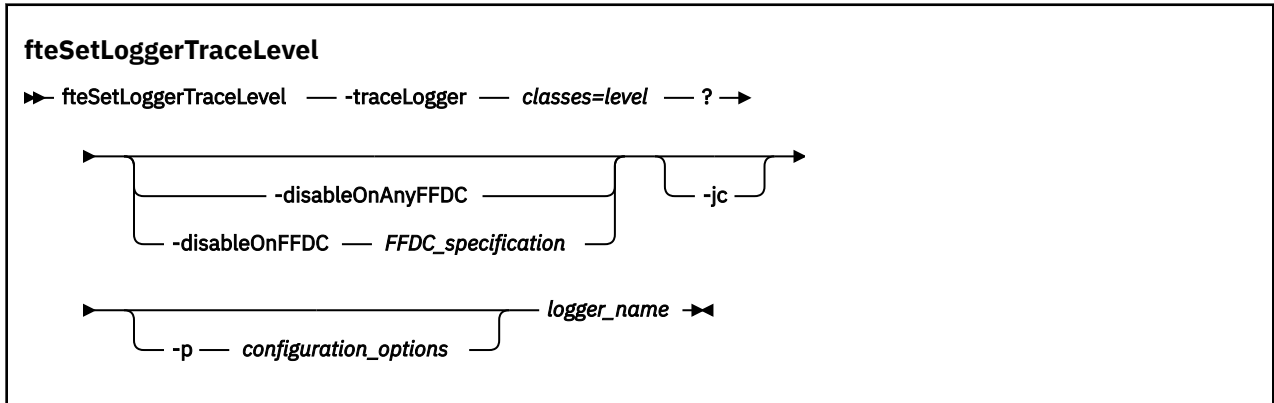 fteSetLoggerTraceLevel
fteSetLoggerTraceLevel -traceLogger classes=level ?
-disableOnAnyFFDC
-jc
-disableOnFFDC FFDC_specification
logger_name
-p configuration_options